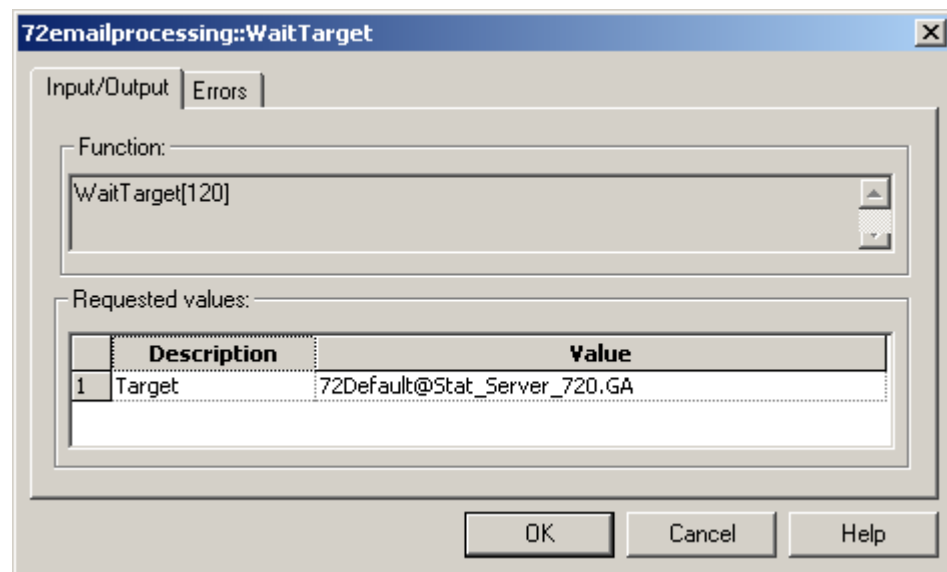 72emailprocessing::WaitTarget
Input/Output Errors
Function:
WaitTarget[120]
Requested values:
Description Value
1 Target 72Default@Stat_Server_720.GA
OK Cancel Help